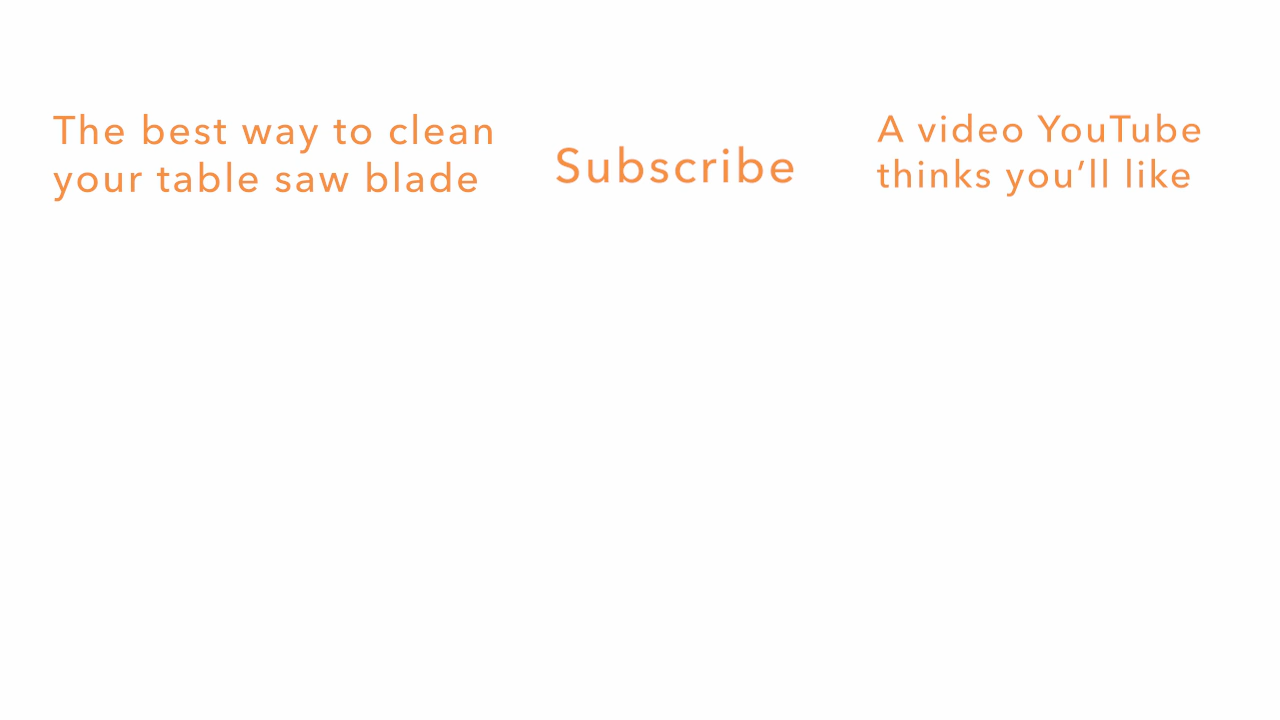 The best way to clean
your table saw blade
Subscribe
A video YouTube
thinks you’ll like